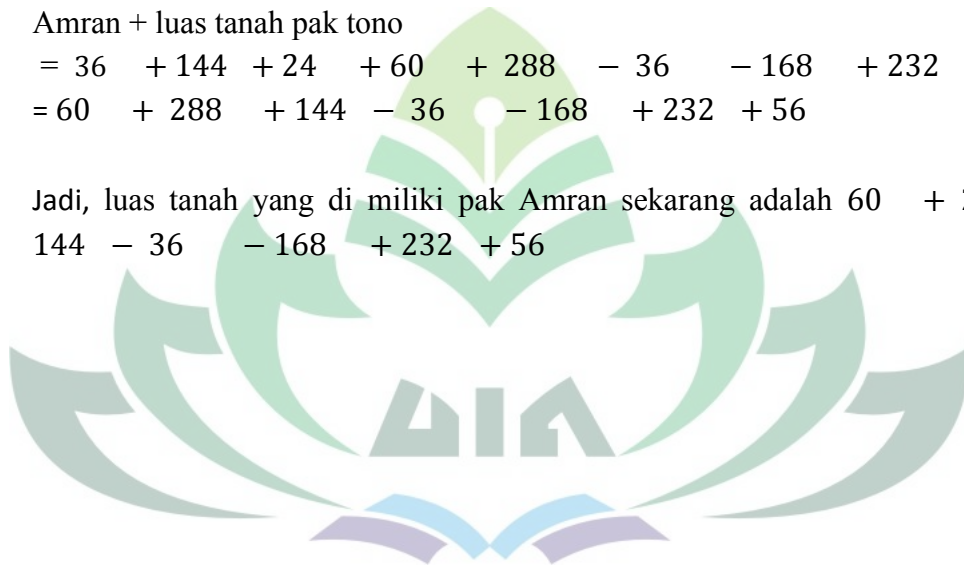 Amran + luas tanah pak tono
= 36 + 144 + 24 + 60 + 288 − 36 − 168 + 232
= 60 + 288 + 144 − 36 − 168 + 232 + 56
Jadi, luas tanah yang di miliki pak Amran sekarang adalah 60 +
144 − 36 − 168 + 232 + 56
UIN